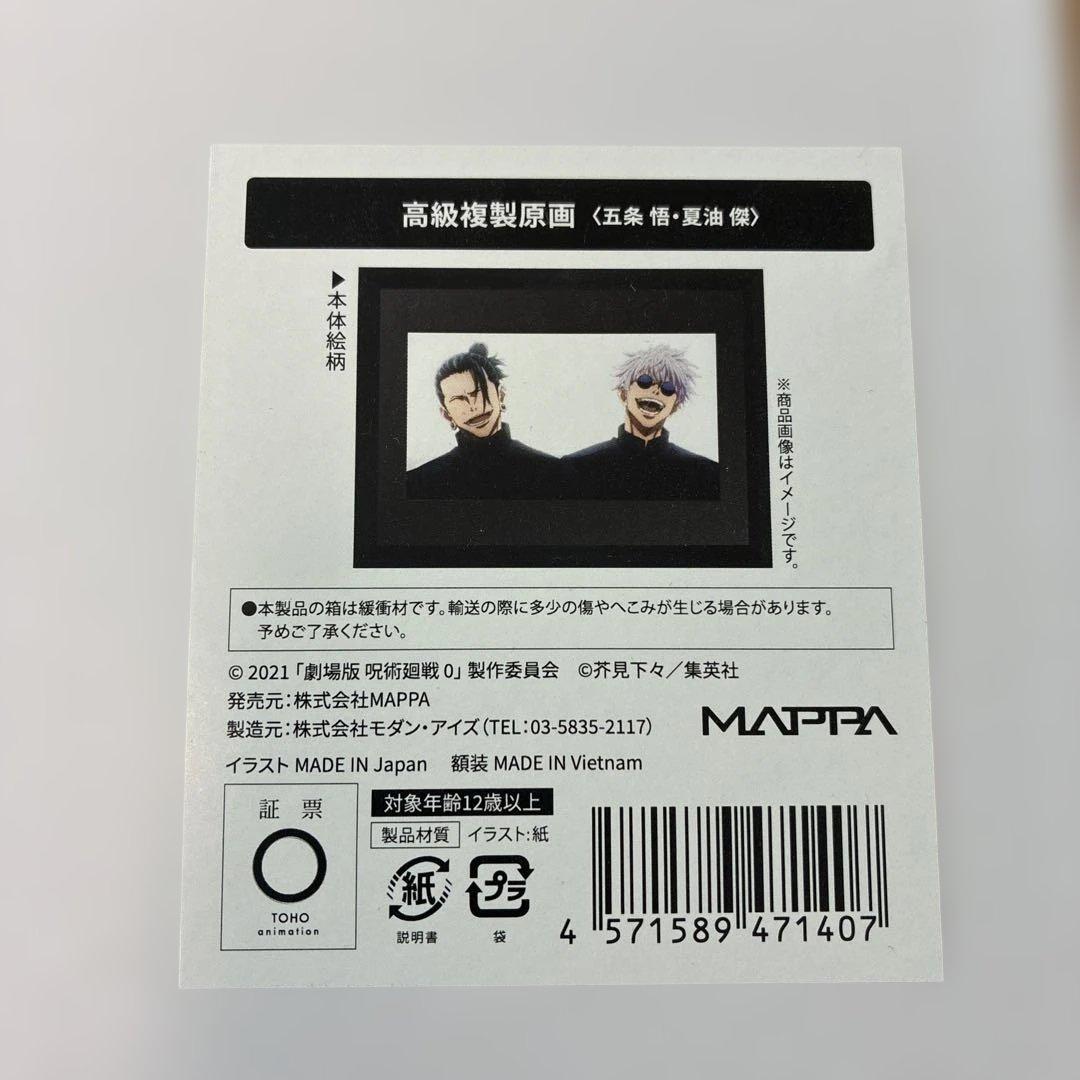 高級複製原画 〈五条 悟・夏油 傑〉
▶本体絵柄
※商品画像はイメージです。
●本製品の箱は緩衝材です。輸送の際に多少の傷やへこみが生じる場合があります。
予めご了承ください。
© 2021「劇場版 呪術廻戦 0」製作委員会 ©芥見下々／集英社
発売元：株式会社MAPPA
製造元：株式会社モダン・アイズ（TEL：03-5835-2117）
MAPPA
イラスト MADE IN Japan 額装 MADE IN Vietnam
証 票
TOHO
animation
対象年齢12歳以上
製品材質 イラスト：紙
紙
プラ
説明書
袋
4 571589 471407